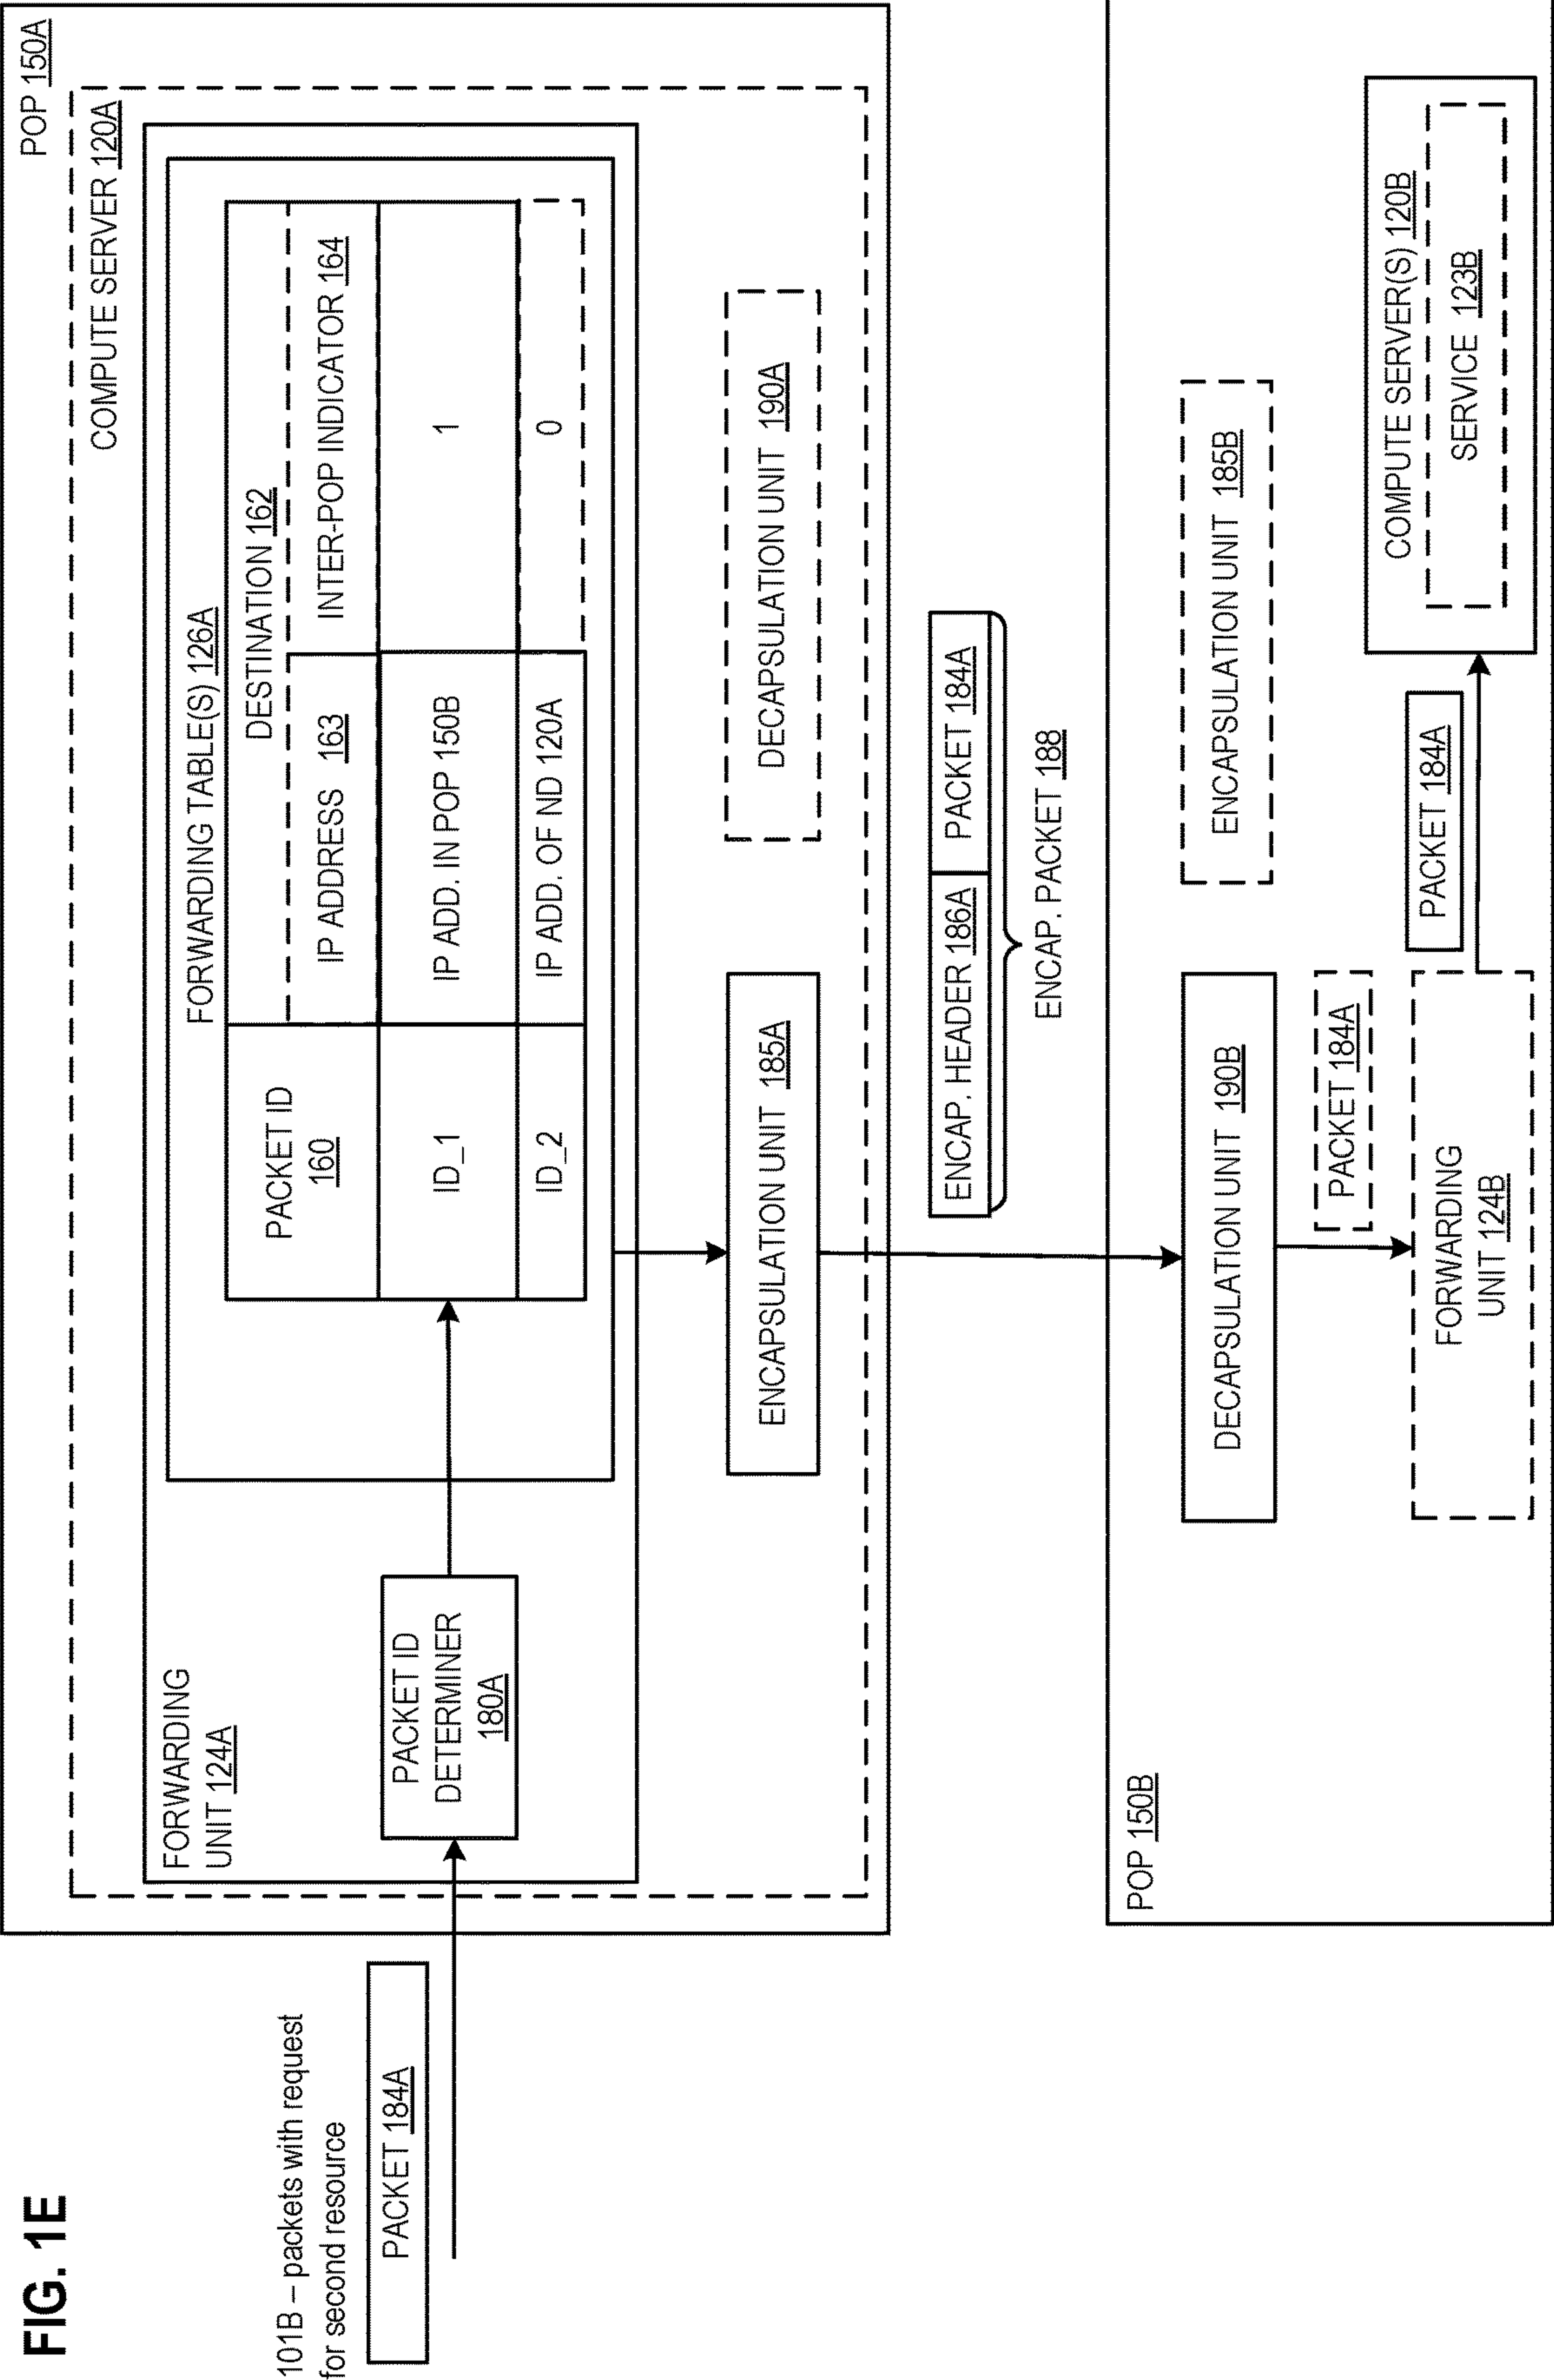 FIG. 1E
101B – packets with request
for second resource
PACKET 184A
POP 150A
COMPUTE SERVER 120A
FORWARDING
UNIT 124A
PACKET ID
DETERMINER
180A
FORWARDING TABLE(S) 126A
PACKET ID
160
DESTINATION 162
IP ADDRESS 163
INTER-POP INDICATOR 164
ID_1
IP ADD. IN POP 150B
1
ID_2
IP ADD. OF ND 120A
0
ENCAPSULATION UNIT 185A
DECAPSULATION UNIT 190A
ENCAP. HEADER 186A
PACKET 184A
ENCAP. PACKET 188
POP 150B
DECAPSULATION UNIT 190B
ENCAPSULATION UNIT 185B
PACKET 184A
FORWARDING
UNIT 124B
PACKET 184A
COMPUTE SERVER(S) 120B
SERVICE 123B